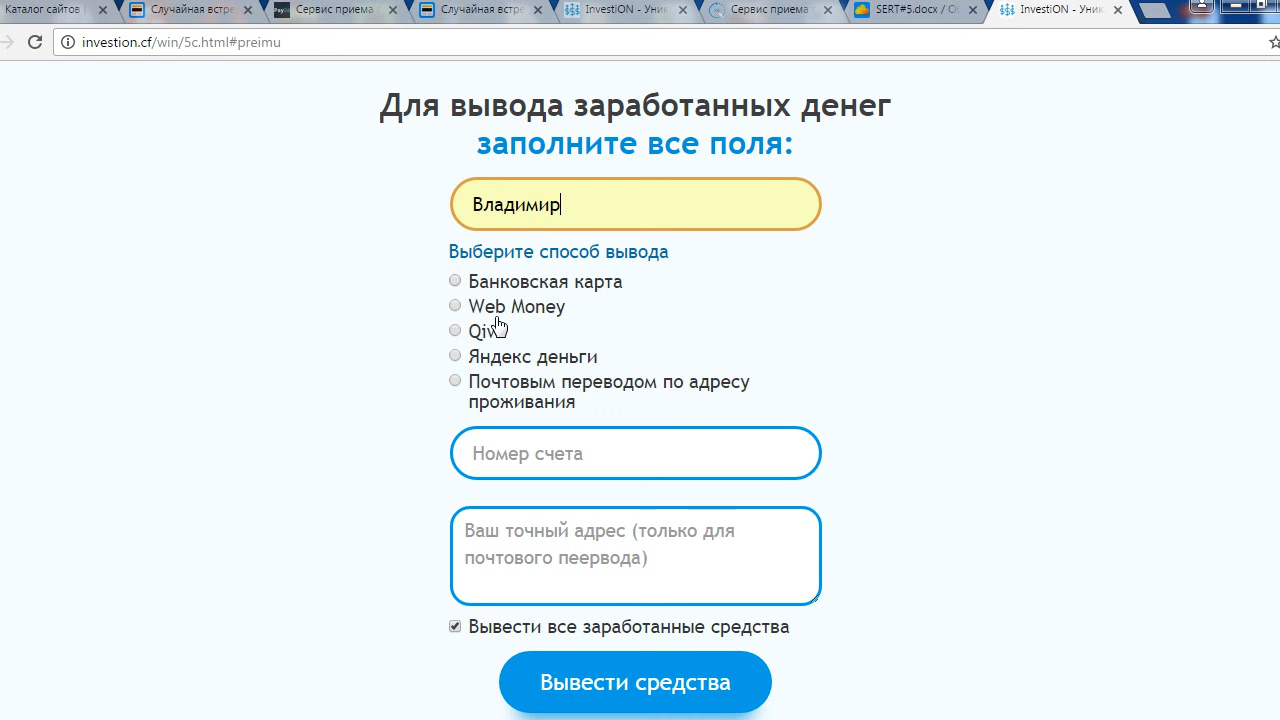 Каталог сайтов
Случайная встре
Сервис приема п
Случайная встре
InvestiON - Уник
Сервис приема п
SERT#5.docx / О
InvestiON - Уник
investion.cf/win/5c.html#preimu
Для вывода заработанных денег
заполните все поля:
Владимир
Выберите способ вывода
Банковская карта
Web Money
Qiw
Яндекс деньги
Почтовым переводом по адресу
проживания
Номер счета
Ваш точный адрес (только для
почтового пеервода)
Вывести все заработанные средства
Вывести средства